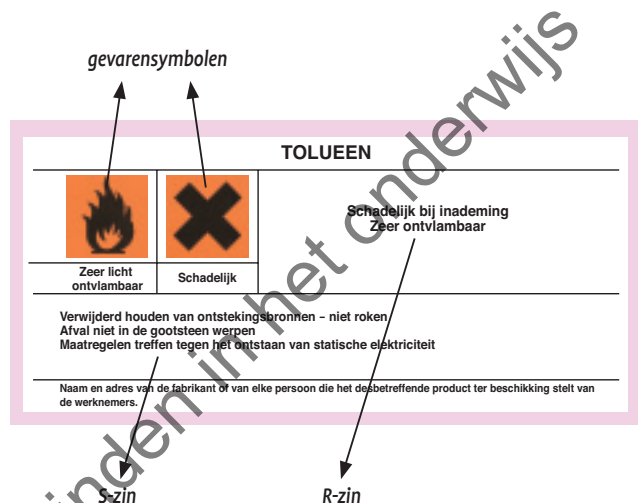 gevarensymbolen
TOLUEEN
Schadelijk bij inademing
Zeer ontvlambaar
Zeer licht
ontvlambaar
Schadelijk
Verwijderd houden van ontstekingsbronnen – niet roken
Afval niet in de gootsteen werpen
Maatregelen treffen tegen het ontstaan van statische elektriciteit
Naam en adres van de fabrikant of van elke persoon die het desbetreffende product ter beschikking stelt van
de werknemers.
S-zin
R-zin
inden in het onderwijs